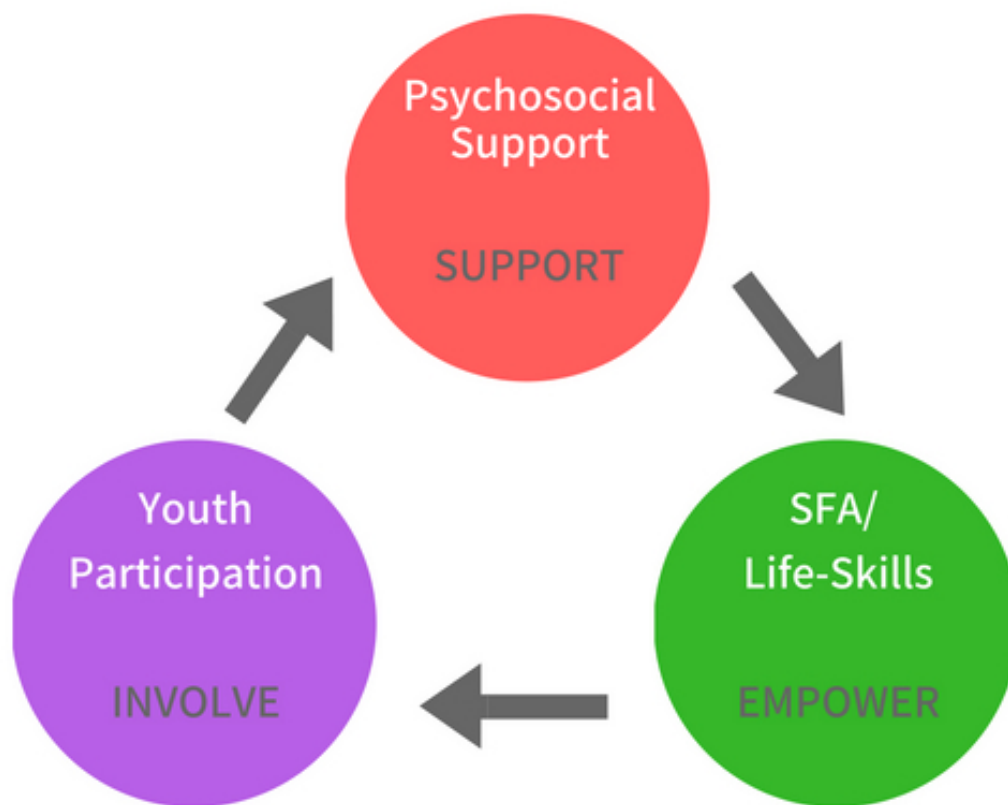 Psychosocial
Support
SUPPORT
Youth
Participation
INVOLVE
SFA/
Life-Skills
EMPOWER